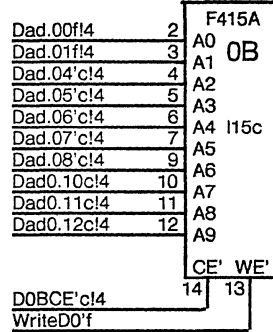 F415A
Dad.00f!4 2 A0 0B
Dad.01f!4 3 A1
Dad.04'c!4 4 A2
Dad.05'c!4 5 A3
Dad.06'c!4 6 A4 I15c
Dad.07'c!4 7 A5
Dad.08'c!4 9 A6
Dad0.10c!4 10 A7
Dad0.11c!4 11 A8
Dad0.12c!4 12 A9
CE' WE'
14 13
D0BCE'c!4
WriteD0'f